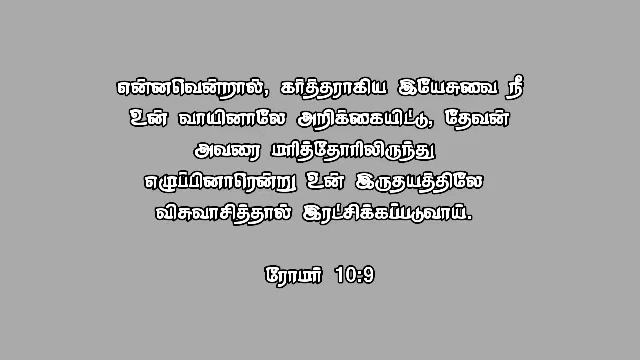 என்னவென்றால், கர்த்தராகிய இயேசுவை நீ
உன் வாயினாலே அறிக்கையிட்டு, தேவன்
அவரை மரித்தோரிலிருந்து
எழுப்பினாரென்று உன் இருதயத்திலே
விசுவாசித்தால் இரட்சிக்கப்படுவாய்.
ரோமர் 10:9